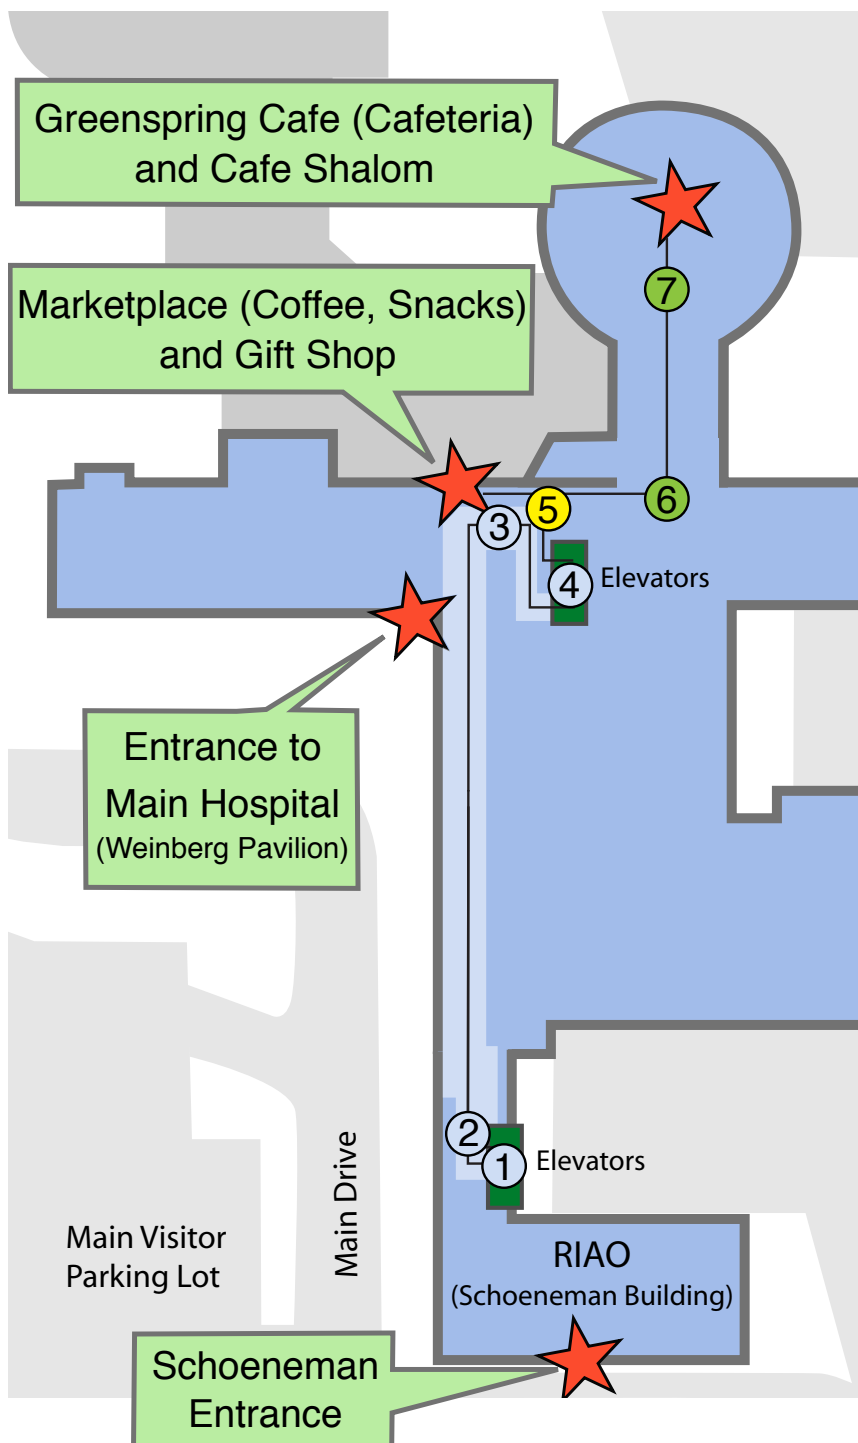 Greenspring Cafe (Cafeteria)
and Cafe Shalom
7
Marketplace (Coffee, Snacks)
and Gift Shop
6
5
3
4
Elevators
Entrance to
Main Hospital
(Weinberg Pavilion)
2
1
Elevators
Main Drive
Main Visitor
Parking Lot
RIAO
(Schoeneman Building)
Schoeneman
Entrance